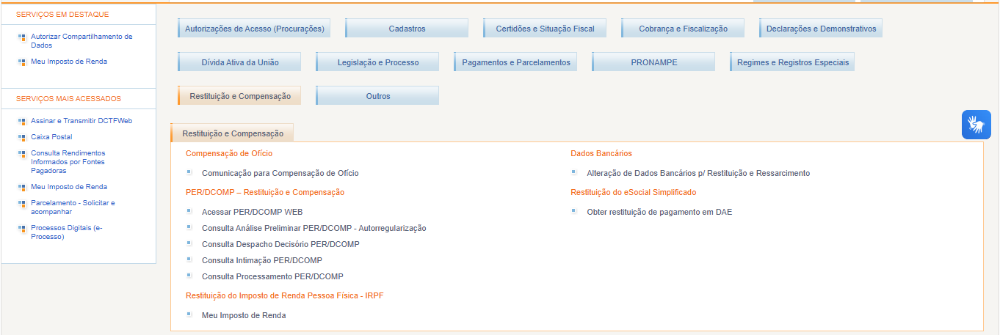 SERVIÇOS EM DESTAQUE
Autorizar Compartilhamento de
Dados
Meu Imposto de Renda
SERVIÇOS MAIS ACESSADOS
Assinar e Transmitir DCTFWeb
Caixa Postal
Consulta Rendimentos
Informados por Fontes
Pagadoras
Meu Imposto de Renda
Parcelamento - Solicitar e
acompanhar
Processos Digitais (e-
Processo)
Autorizações de Acesso (Procurações)
Cadastros
Certidões e Situação Fiscal
Cobrança e Fiscalização
Declarações e Demonstrativos
Dívida Ativa da União
Legislação e Processo
Pagamentos e Parcelamentos
PRONAMPE
Regimes e Registros Especiais
Restituição e Compensação
Outros
Restituição e Compensação
Compensação de Ofício
Comunicação para Compensação de Ofício
PER/DCOMP – Restituição e Compensação
Acessar PER/DCOMP WEB
Consulta Análise Preliminar PER/DCOMP - Autorregularização
Consulta Despacho Decisório PER/DCOMP
Consulta Intimação PER/DCOMP
Consulta Processamento PER/DCOMP
Restituição do Imposto de Renda Pessoa Física - IRPF
Meu Imposto de Renda
Dados Bancários
Alteração de Dados Bancários p/ Restituição e Ressarcimento
Restituição do eSocial Simplificado
Obter restituição de pagamento em DAE